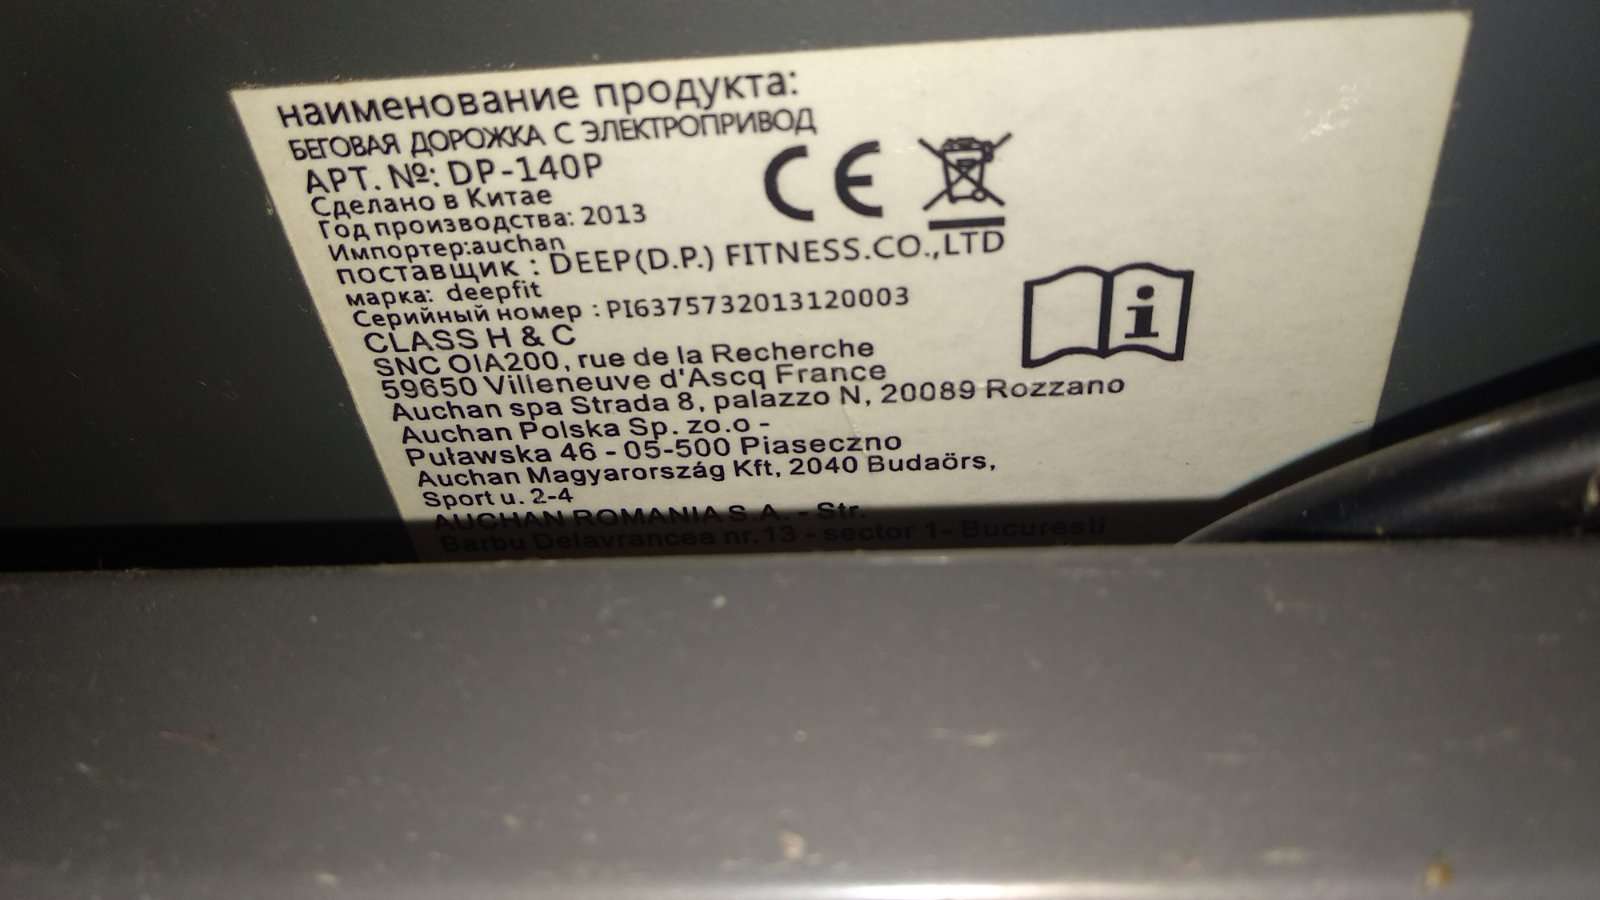 наименование продукта:
БЕГОВАЯ ДОРОЖКА С ЭЛЕКТРОПРИВОД
АРТ. №: DP-140P
Сделано в Китае
Год производства: 2013
Импортер:auchan
поставщик : DEEP(D.P.) FITNESS.CO.,LTD
марка: deepfit
Серийный номер : PI6375732013120003
CLASS H & C
SNC OIA200, rue de la Recherche
59650 Villeneuve d'Ascq France
Auchan spa Strada 8, palazzo N, 20089 Rozzano
Auchan Polska Sp. zo.o -
Puławska 46 - 05-500 Piaseczno
Auchan Magyarország Kft, 2040 Budaörs,
Sport u. 2-4
AUCHAN ROMANIA S.A. - Str.
Barbu Delavrancea nr.13 - sector 1- Bucuresti
CE
i